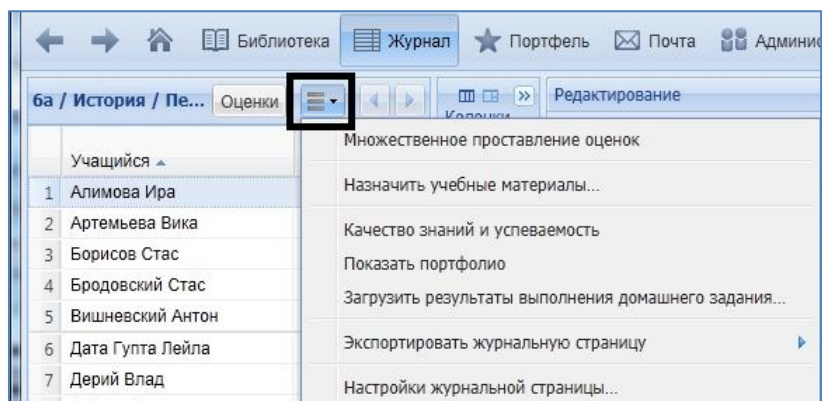 Библиотека Журнал Портфель Почта Админис
6а / История / Пе... Оценки Колонки Редактирование
Учащийся
1 Алимова Ира
2 Артемьева Вика
3 Борисов Стас
4 Бродовский Стас
5 Вишневский Антон
6 Дата Гупта Лейла
7 Дерий Влад
Множественное проставление оценок
Назначить учебные материалы...
Качество знаний и успеваемость
Показать портфолио
Загрузить результаты выполнения домашнего задания...
Экспортировать журнальную страницу
Настройки журнальной страницы...